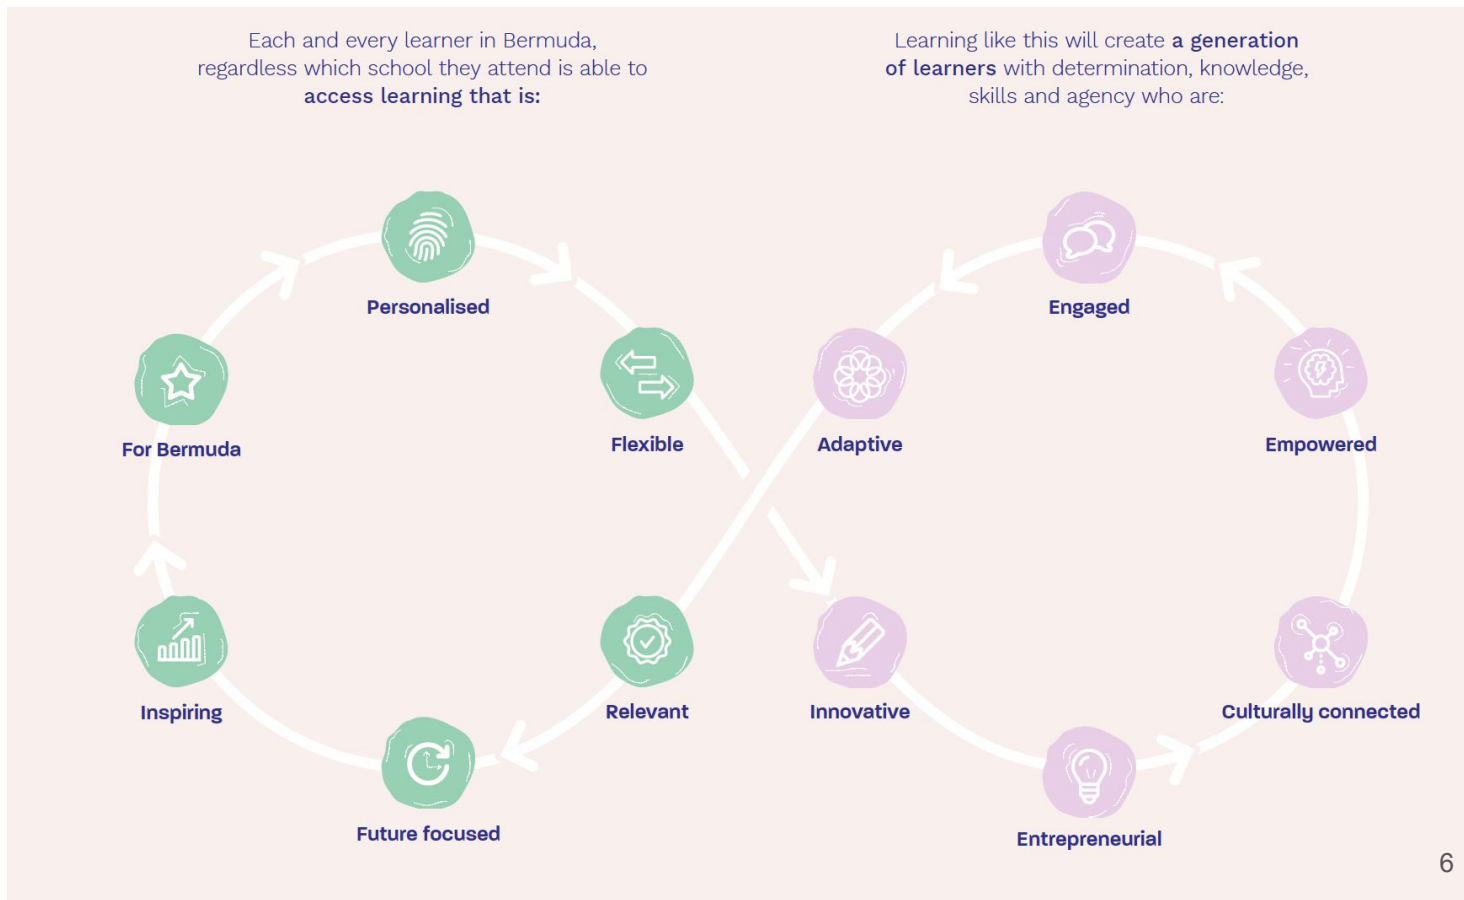 Each and every learner in Bermuda,
regardless which school they attend is able to
access learning that is:
Learning like this will create a generation
of learners with determination, knowledge,
skills and agency who are:
Personalised
Flexible
For Bermuda
Inspiring
Relevant
Future focused
Engaged
Adaptive
Empowered
Innovative
Culturally connected
Entrepreneurial
6